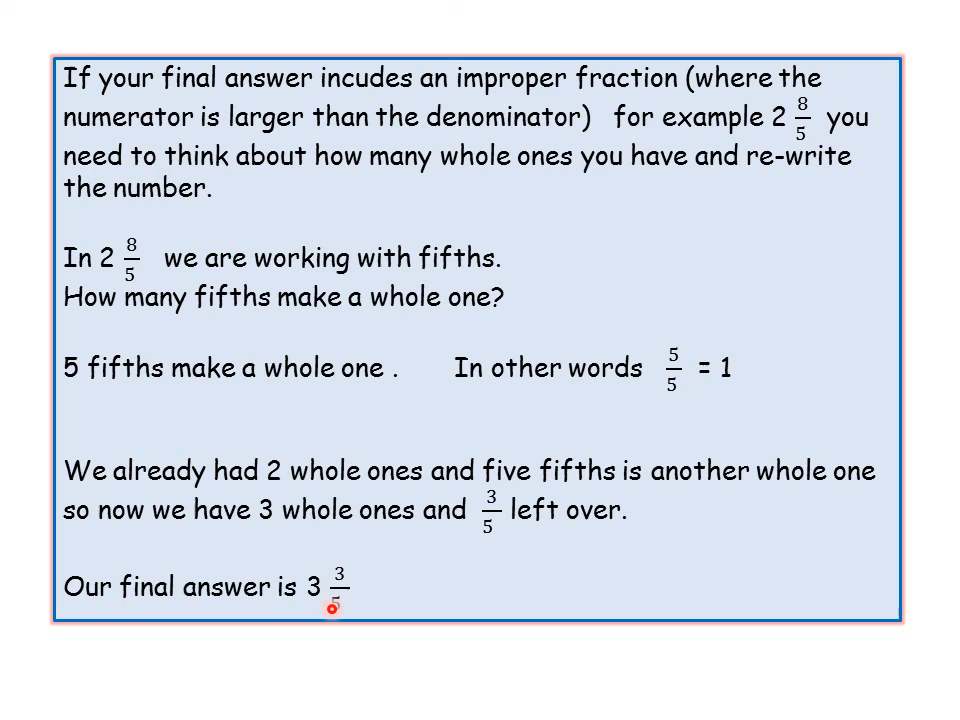 If your final answer incudes an improper fraction (where the
numerator is larger than the denominator) for example 2 8/5 you
need to think about how many whole ones you have and re-write
the number.
In 2 8/5 we are working with fifths.
How many fifths make a whole one?
5 fifths make a whole one . In other words 5/5 = 1
We already had 2 whole ones and five fifths is another whole one
so now we have 3 whole ones and 3/5 left over.
Our final answer is 3 3/5